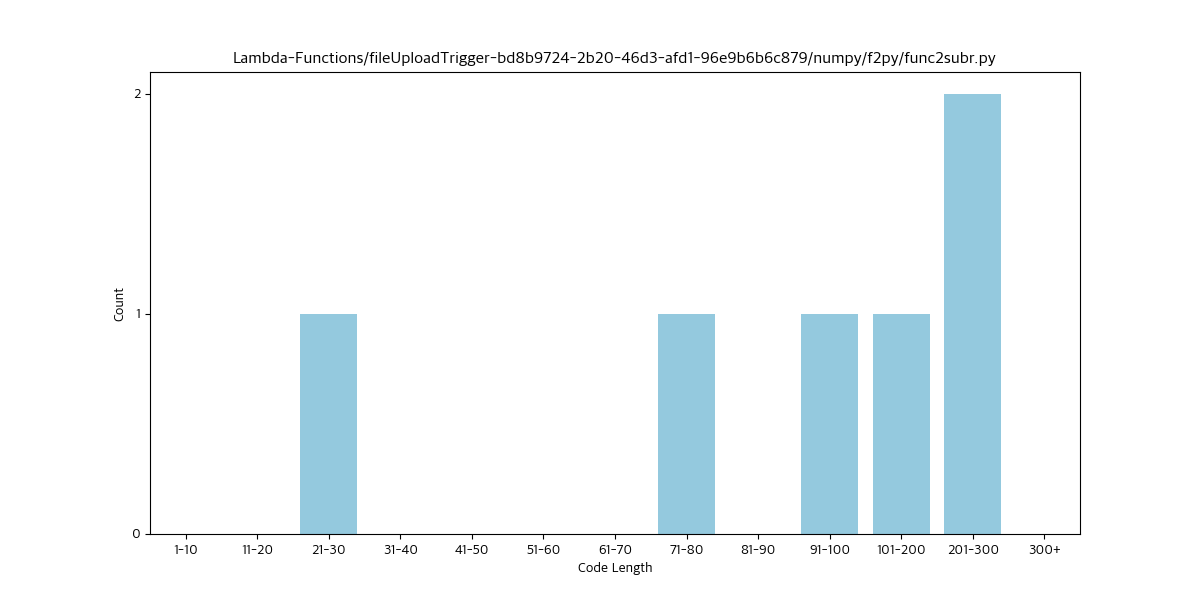 Lambda-Functions/fileUploadTrigger-bd8b9724-2b20-46d3-afd1-96e9b6b6c879/numpy/f2py/func2subr.py
2
1
0
Count
1-10 11-20 21-30 31-40 41-50 51-60 61-70 71-80 81-90 91-100 101-200 201-300 300+
Code Length